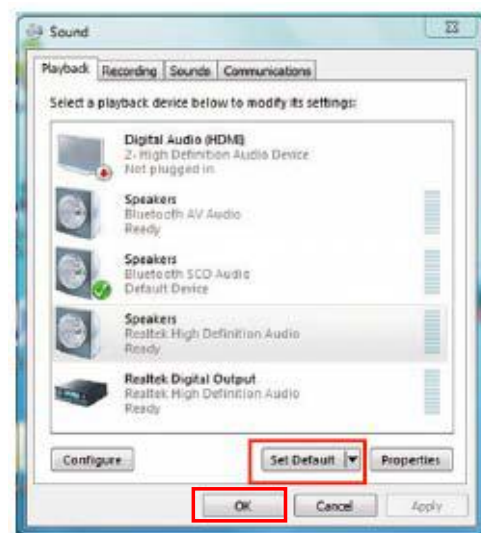 Sound
Playback Recording Sounds Communications
Select a playback device below to modify its settings:
Digital Audio (HDMI)
2- High Definition Audio Device
Not plugged in
Speakers
Bluetooth AV Audio
Ready
Speakers
Bluetooth SCO Audio
Default Device
Speakers
Realtek High Definition Audio
Ready
Realtek Digital Output
Realtek High Definition Audio
Ready
Configure Set Default Properties
OK Cancel Apply